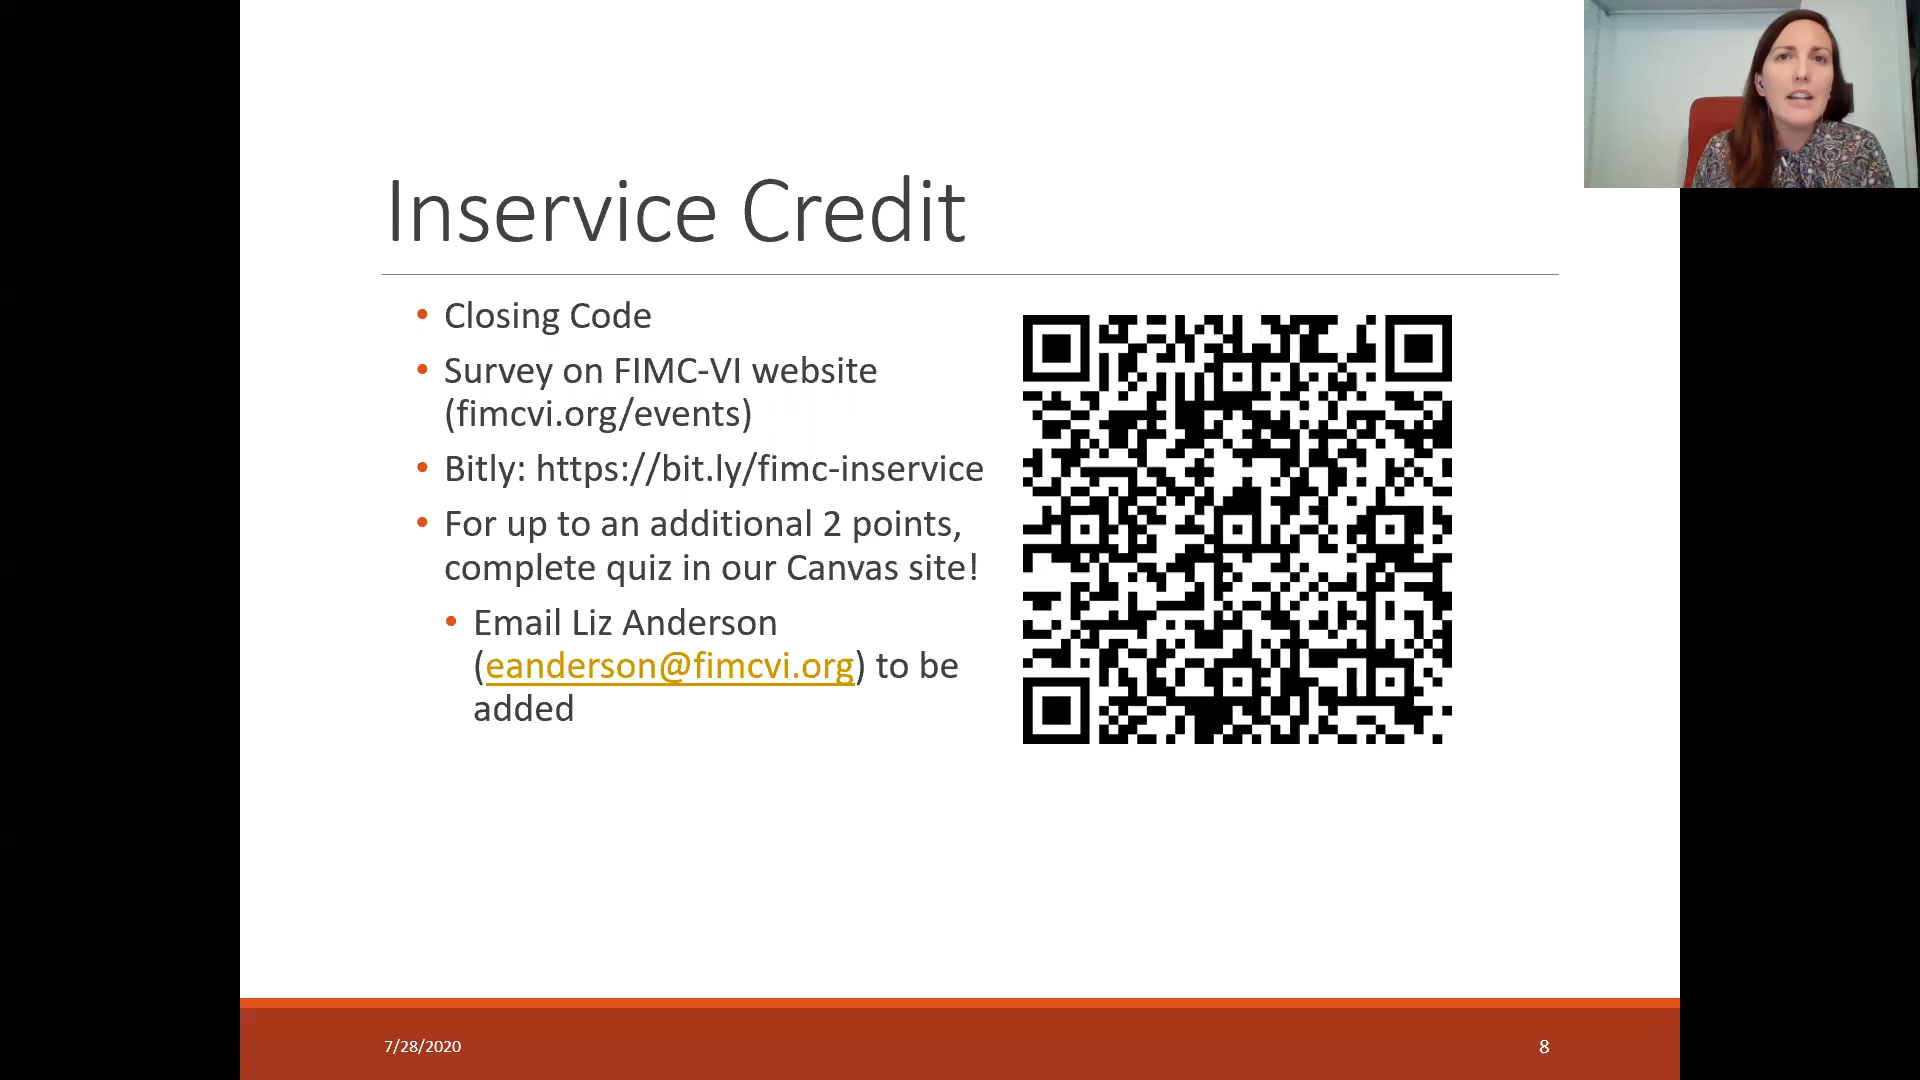 Inservice Credit
• Closing Code
• Survey on FIMC-VI website
(fimcvi.org/events)
• Bitly: https://bit.ly/fimc-inservice
• For up to an additional 2 points,
complete quiz in our Canvas site!
• Email Liz Anderson
(eanderson@fimcvi.org) to be
added
7/28/2020
8